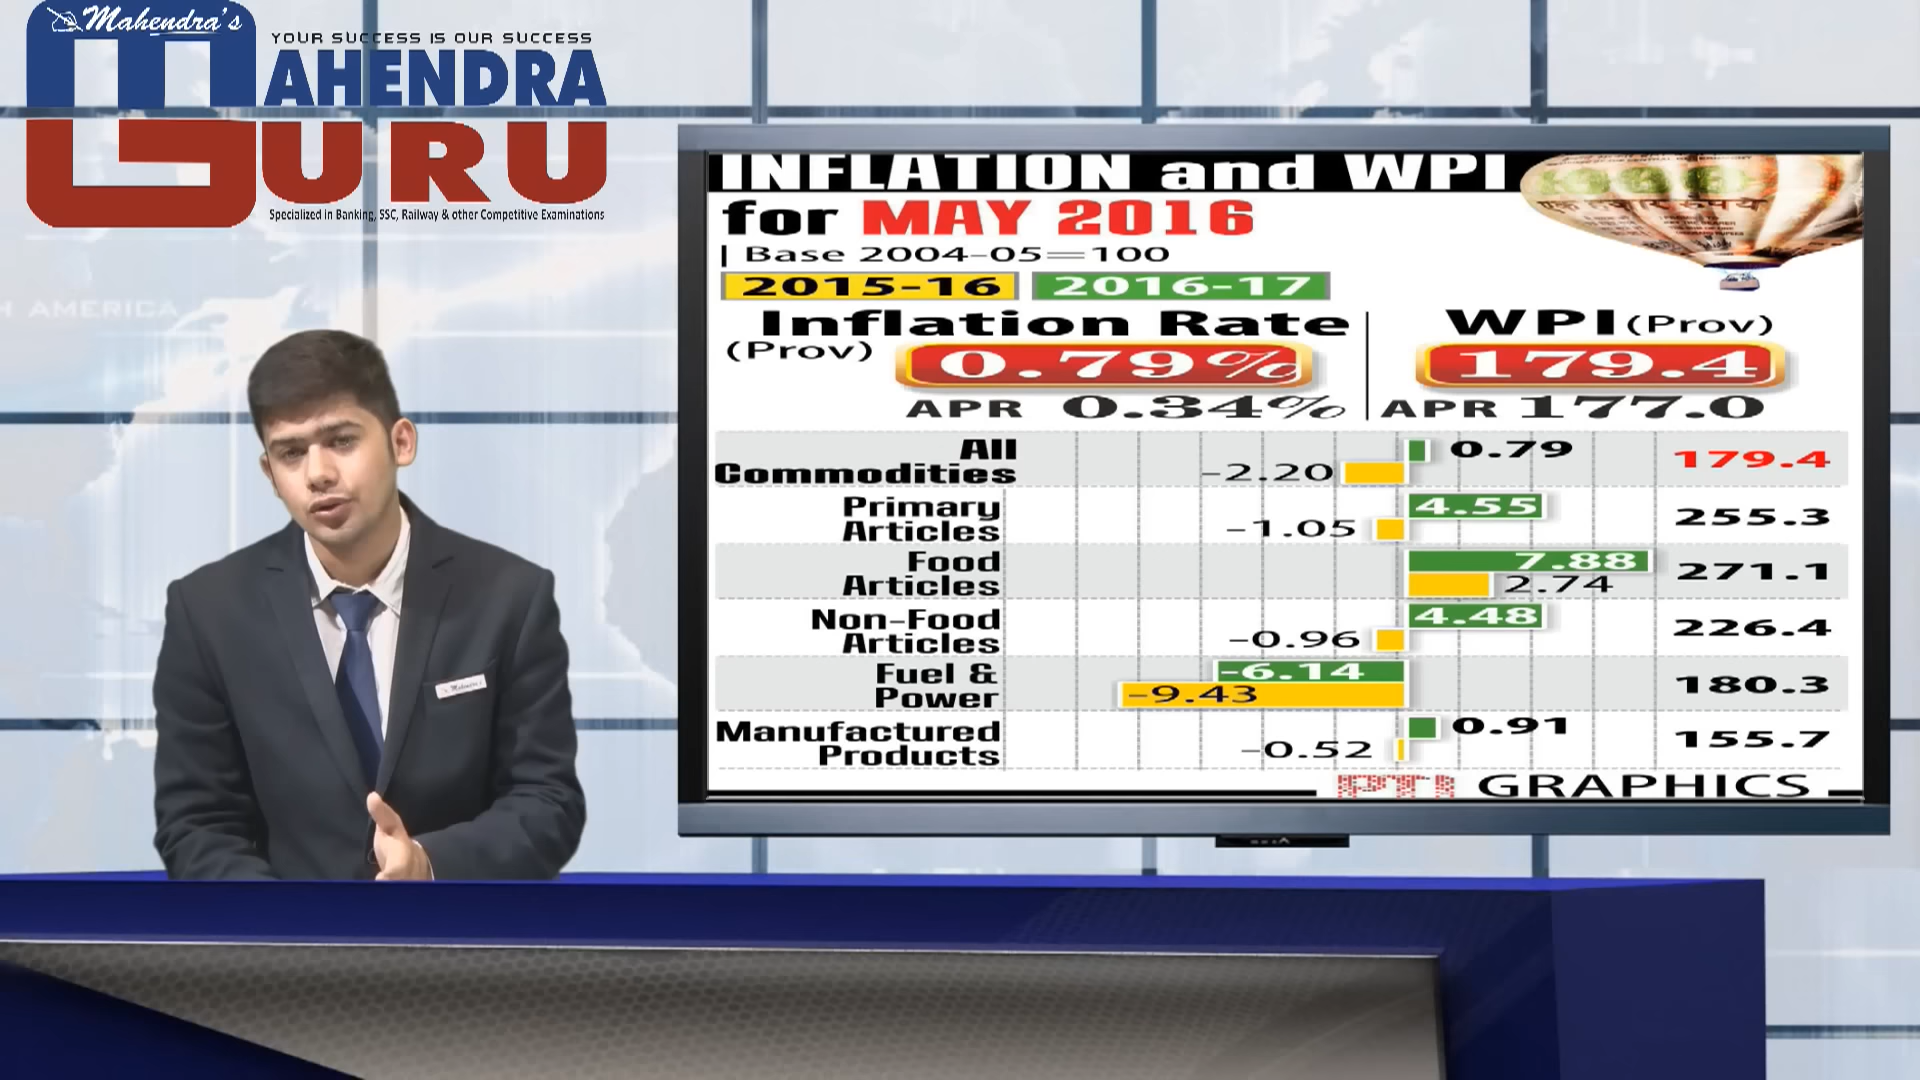 Mahendra's
YOUR SUCCESS IS OUR SUCCESS
MAHENDRA
GURU
Specialized in Banking, SSC, Railway & other Competitive Examinations
H AMERICA
INFLATION and WPI
for MAY 2016
Base 2004-05=100
2015-16 2016-17
Inflation Rate
(Prov) 0.79%
APR 0.34%
WPI (Prov)
179.4
APR 177.0
All Commodities -2.20 0.79 179.4
Primary Articles -1.05 4.55 255.3
Food Articles 7.88 2.74 271.1
Non-Food Articles -0.96 4.48 226.4
Fuel & Power -6.14 -9.43 180.3
Manufactured Products -0.52 0.91 155.7
PTI GRAPHICS
Mahendra's